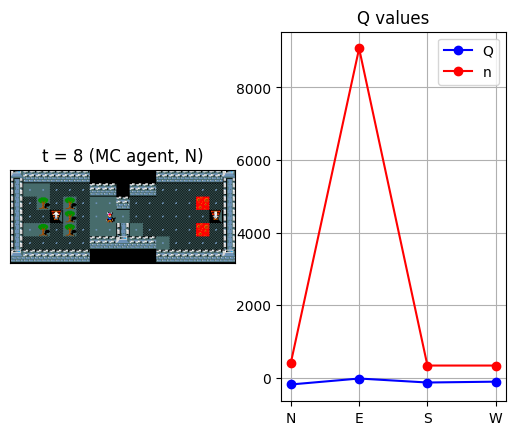 Q values
t = 8 (MC agent, N)
Q
n
8000
6000
4000
2000
0
N E S W